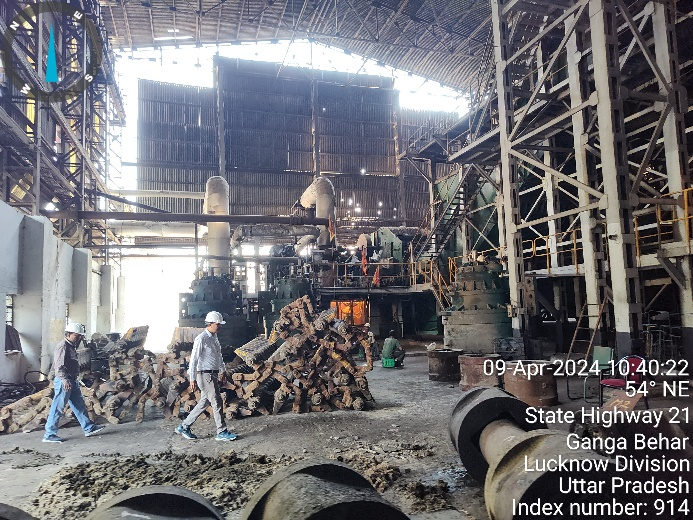 09-Apr-2024 10:40:22
54° NE
State Highway 21
Ganga Behar
Lucknow Division
Uttar Pradesh
Index number: 914